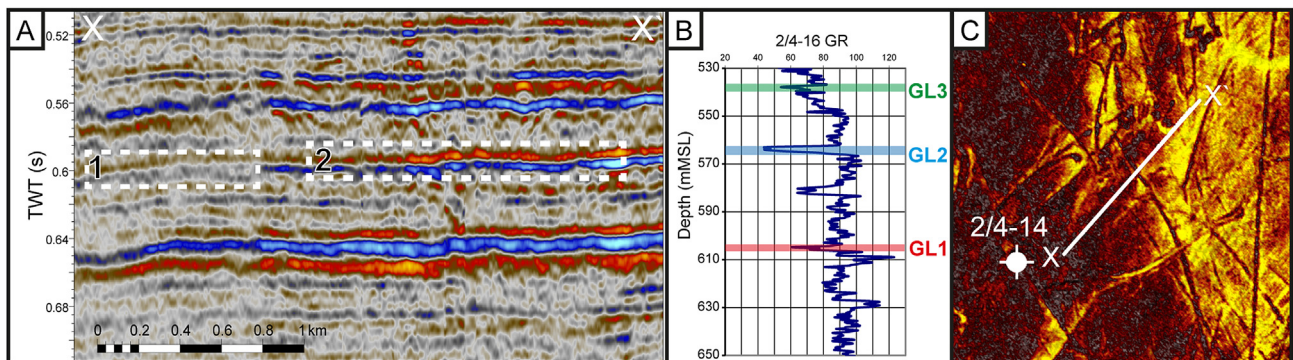 A
X
X`
0.52
0.56
0.6
0.64
0.68
TWT (s)
1
2
0 0.2 0.4 0.6 0.8 1km
B
2/4-16 GR
20 40 60 80 100 120
530
550
570
590
610
630
650
Depth (mMSL)
GL3
GL2
GL1
C
X`
2/4-14
X